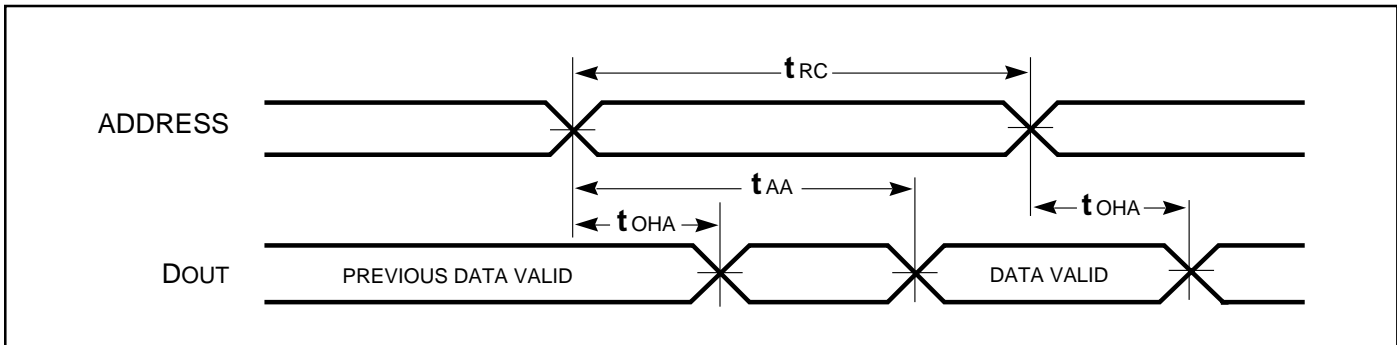 tRC
ADDRESS
tAA
tOHA
tOHA
DOUT
PREVIOUS DATA VALID
DATA VALID